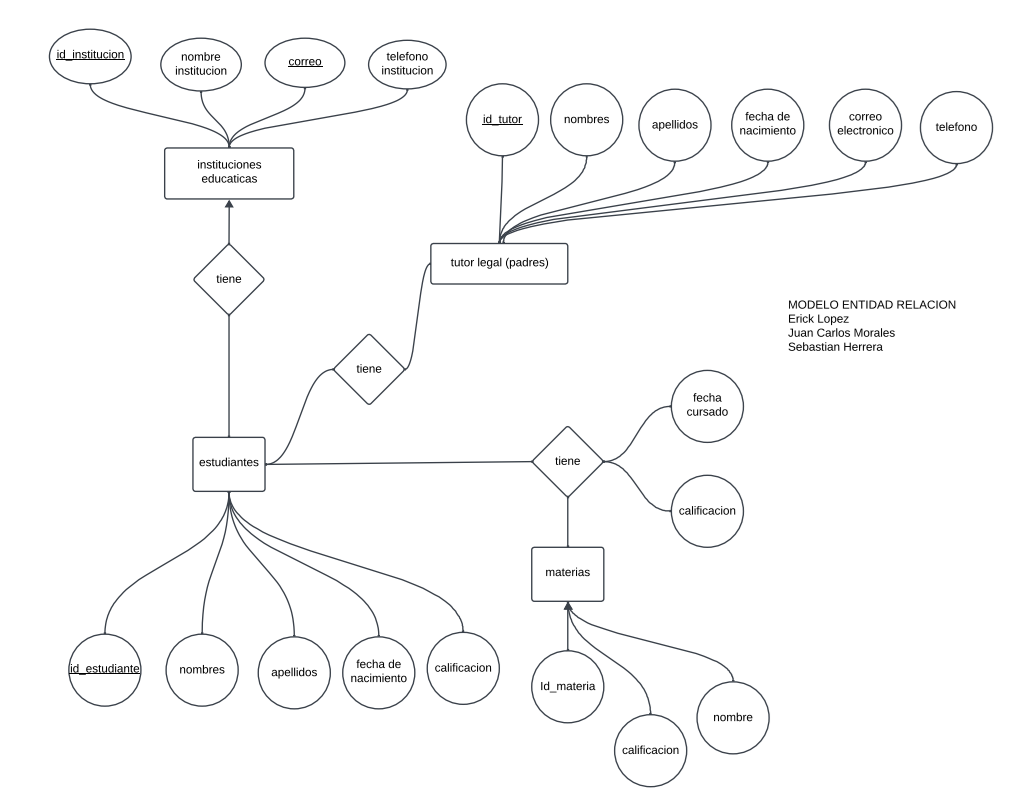 id_institucion
nombre
institucion
correo
telefono
institucion
id_tutor
nombres
apellidos
fecha de
nacimiento
correo
electronico
telefono
instituciones
educaticas
tiene
tutor legal (padres)
MODELO ENTIDAD RELACION
Erick Lopez
Juan Carlos Morales
Sebastian Herrera
tiene
fecha
cursado
estudiantes
tiene
calificacion
materias
id_estudiante
nombres
apellidos
fecha de
nacimiento
calificacion
Id_materia
calificacion
nombre